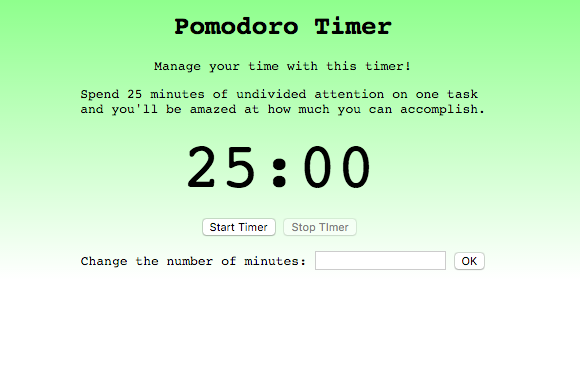 Pomodoro Timer
Manage your time with this timer!
Spend 25 minutes of undivided attention on one task
and you'll be amazed at how much you can accomplish.
25:00
Start Timer Stop TImer
Change the number of minutes: OK